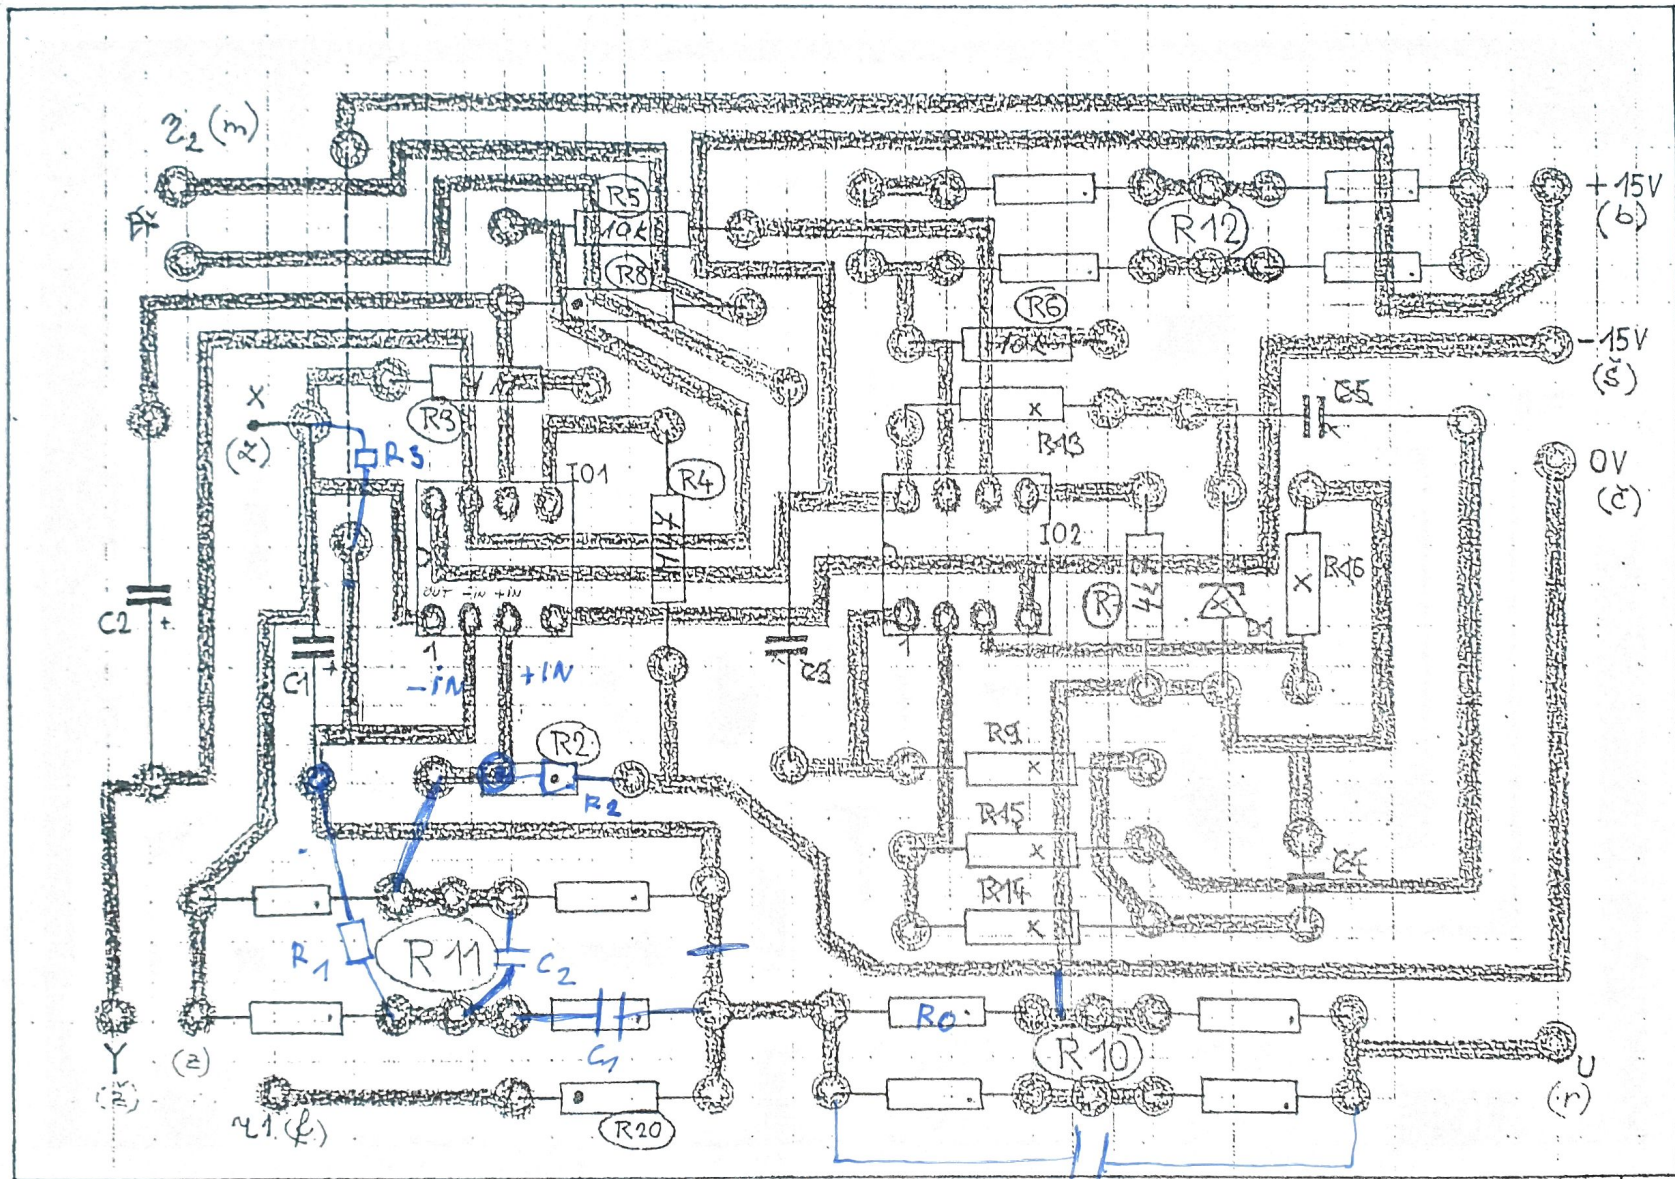 R5
10k
R8
R12
+15V
(b)
R6
10k
-15V
(š)
X
R3
R3
IO1
R4
R13
C5
0V
(č)
IO2
R7
R16
x
C2
+
C1
+
OUT -IN +IN
1
-IN
+IN
C3
1
R2
R2
R9
x
R15
x
R14
x
C4
R1
R11
C2
C1
R0
R10
Y
(z)
R20
U
(r)